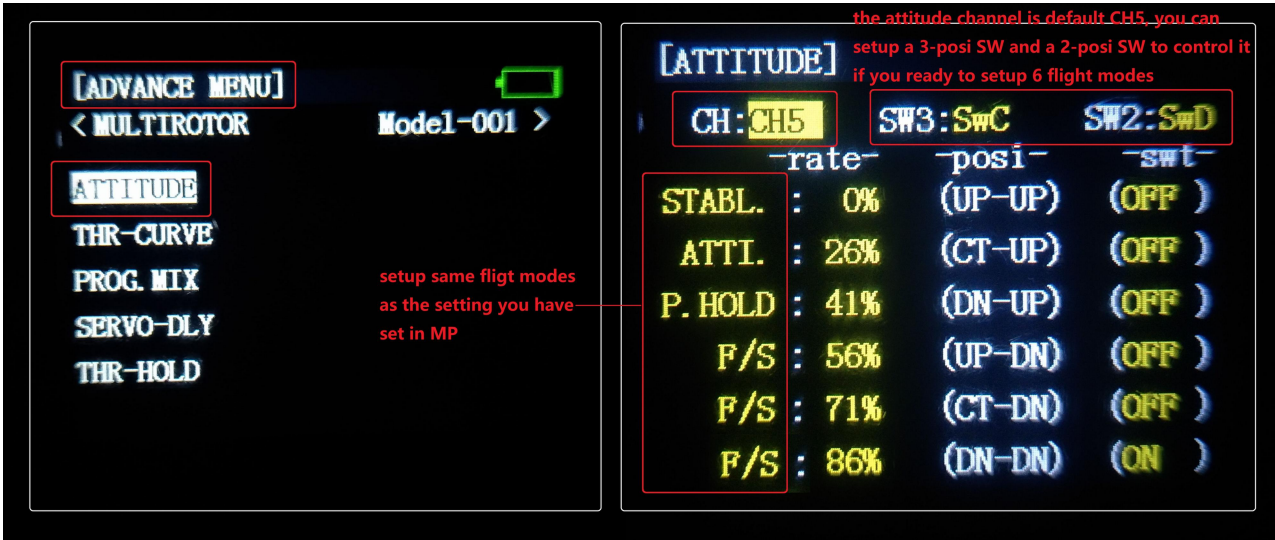 [ADVANCE MENU]
< MULTIROTOR Model-001 >
ATTITUDE
THR-CURVE
PROG. MIX
SERVO-DLY
THR-HOLD
setup same fligt modes
as the setting you have
set in MP
the attitude channel is default CH5, you can
setup a 3-posi SW and a 2-posi SW to control it
if you ready to setup 6 flight modes
[ATTITUDE]
CH:CH5 SW3:SwC SW2:SwD
-rate- -posi- -swt-
STABL. : 0% (UP-UP) (OFF )
ATTI. : 26% (CT-UP) (OFF )
P. HOLD : 41% (DN-UP) (OFF )
F/S : 56% (UP-DN) (OFF )
F/S : 71% (CT-DN) (OFF )
F/S : 86% (DN-DN) (ON )